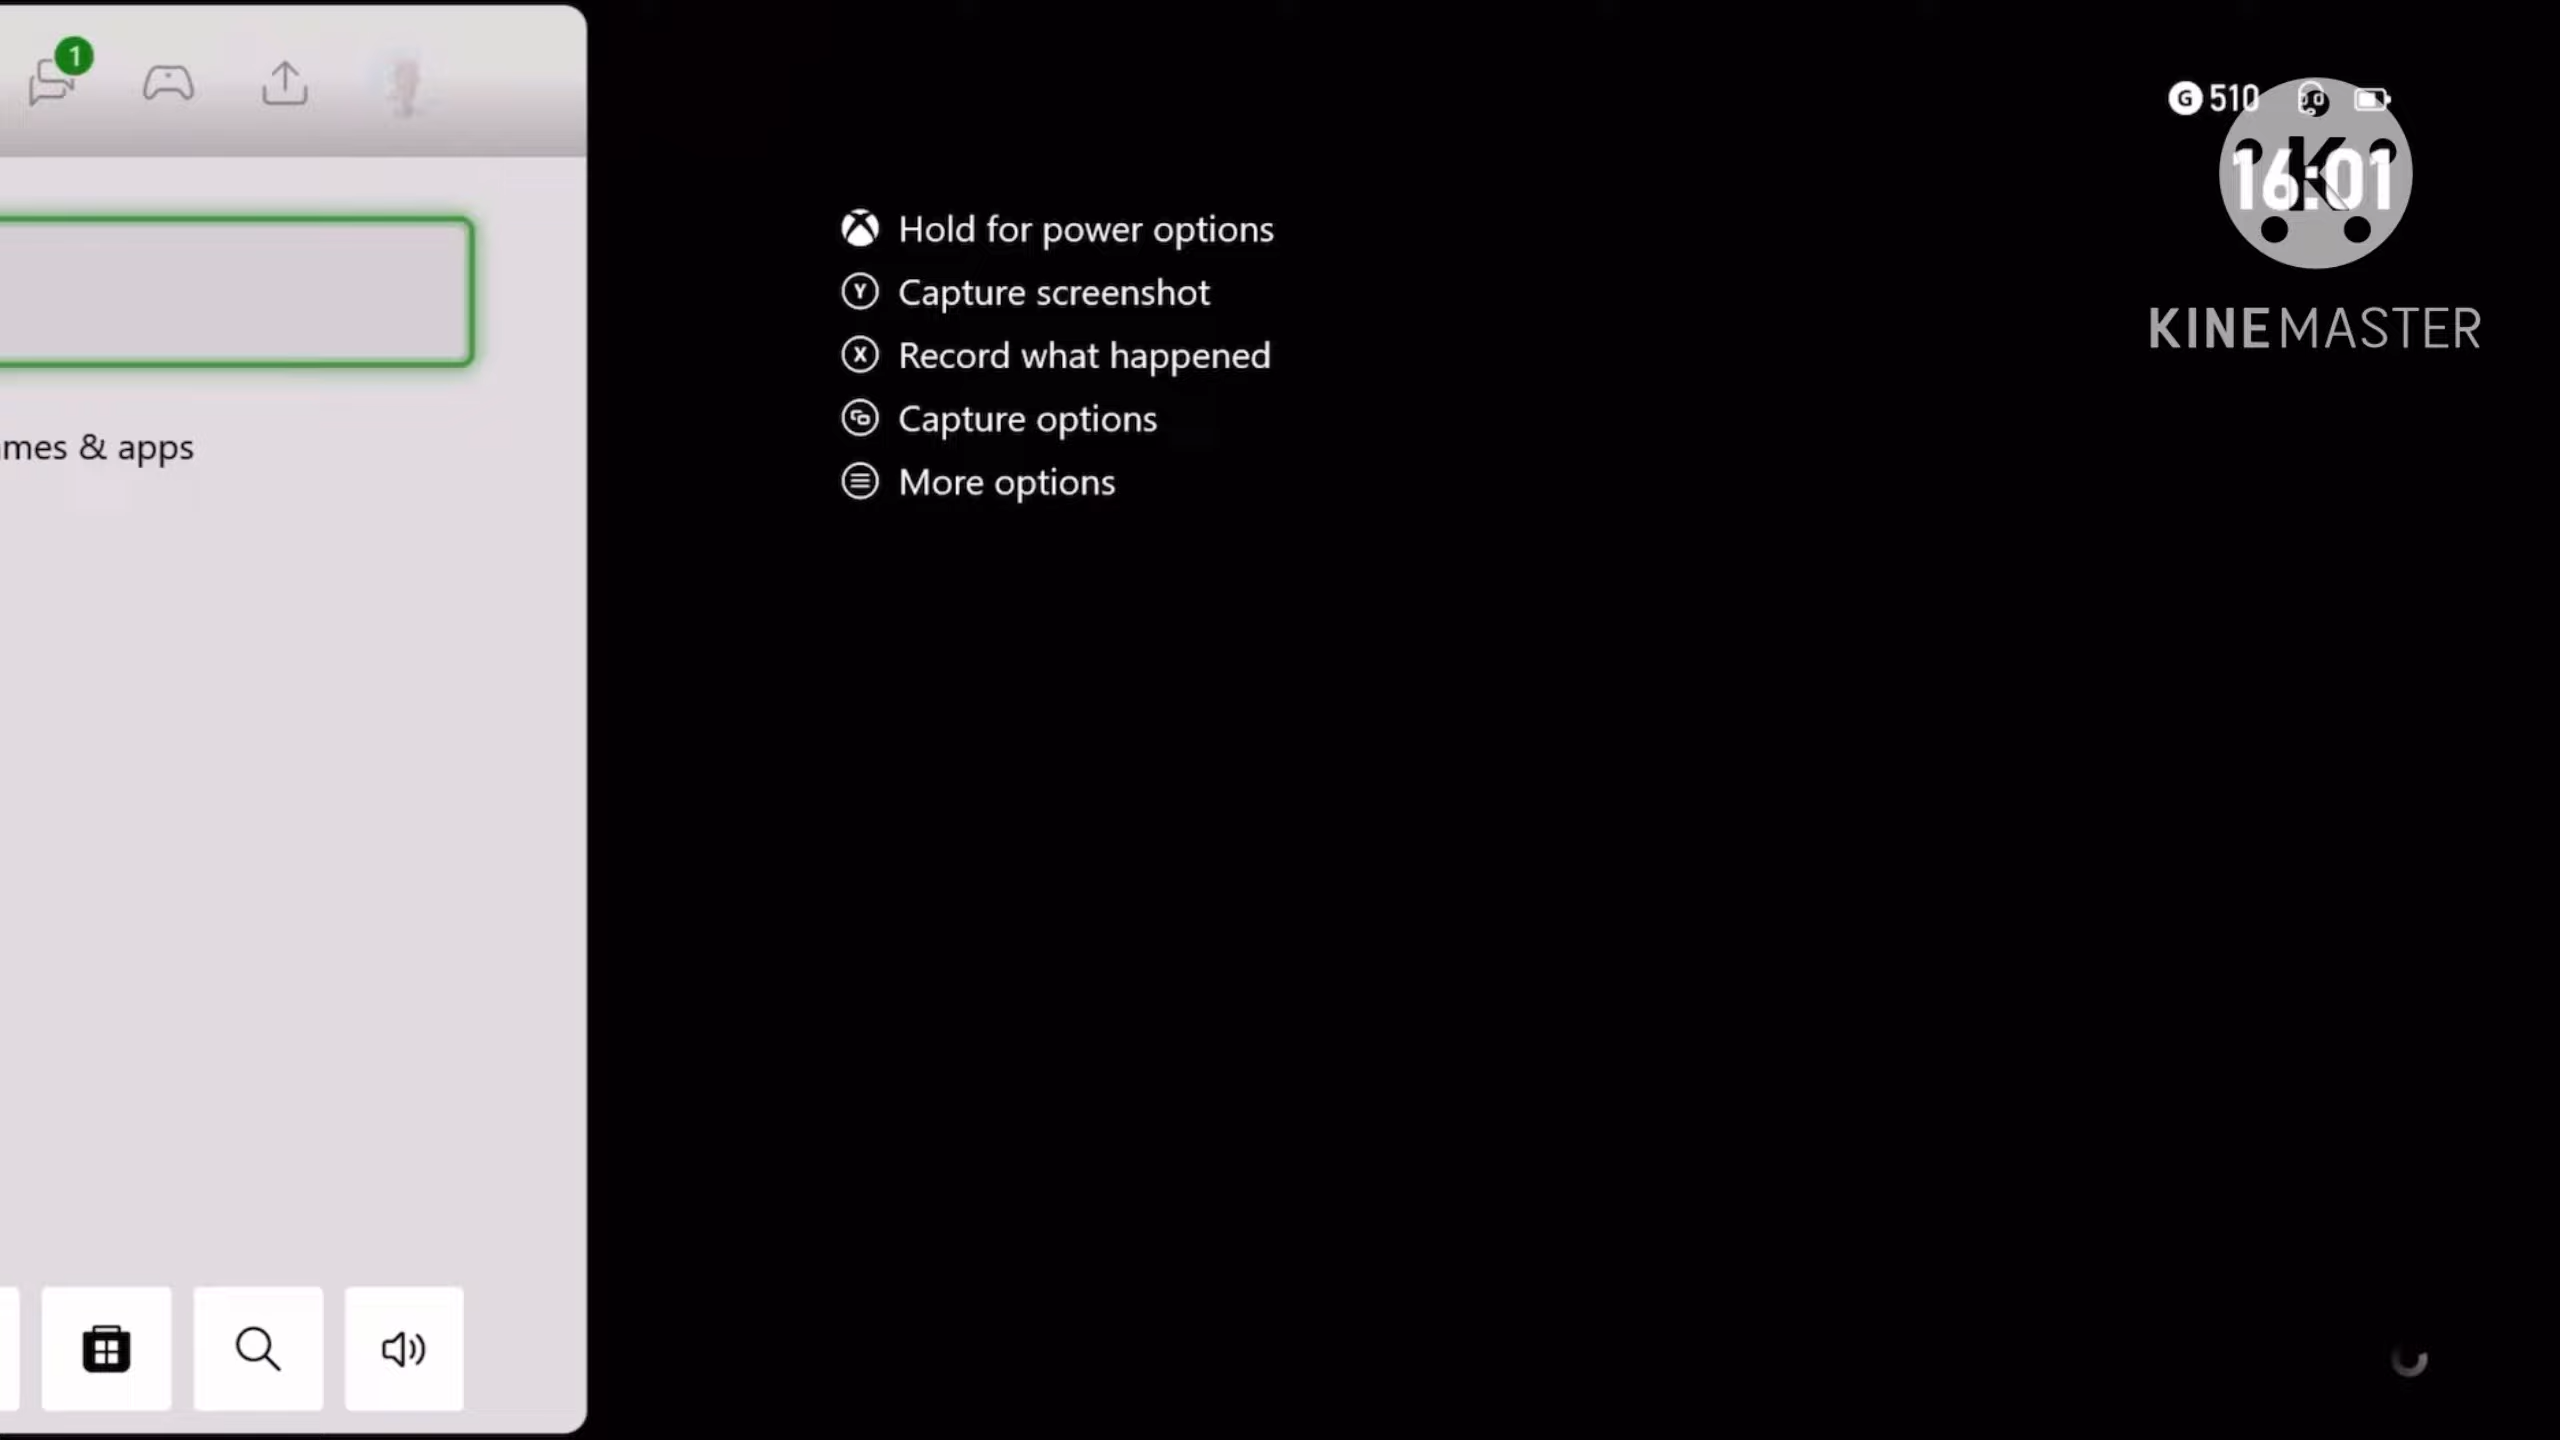 1
G 510
16:01
K
KINEMASTER
Hold for power options
Y Capture screenshot
X Record what happened
Capture options
More options
mes & apps